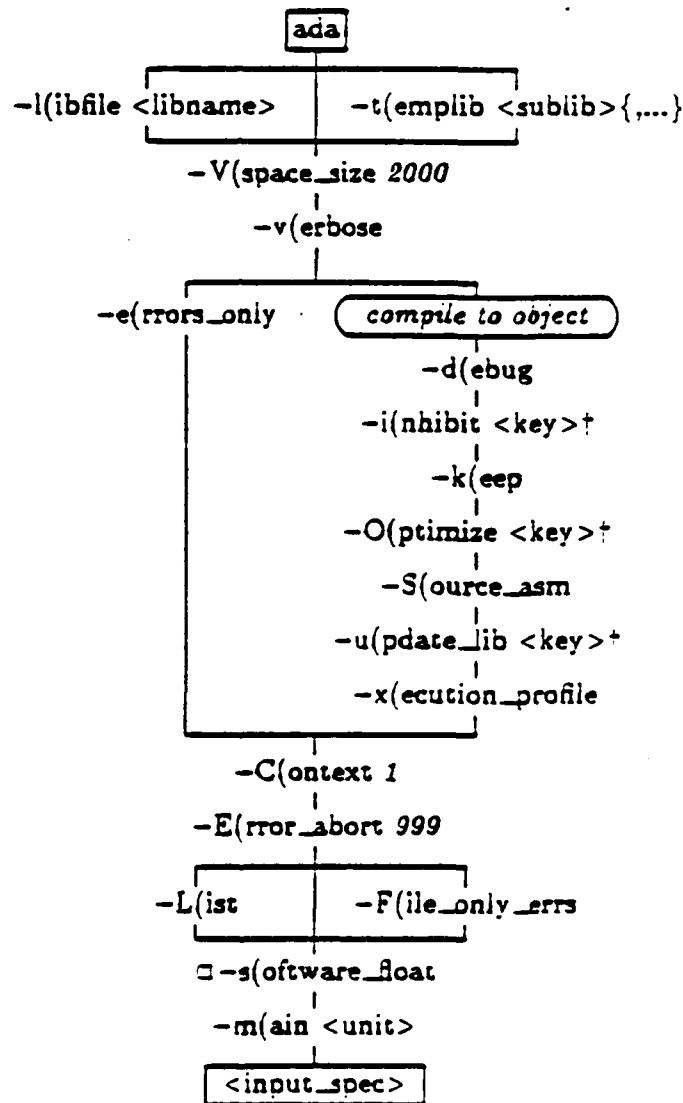 ada
-l(ibfile <libname> -t(emplib <sublib>{,...}
-V(space_size 2000
-v(erbose
-e(rrors_only compile to object
-d(ebug
-i(nhibit <key>†
-k(eep
-O(ptimize <key>†
-S(ource_asm
-u(pdate_lib <key>†
-x(ecution_profile
-C(ontext 1
-E(rror_abort 999
-L(ist -F(ile_only_errs
□ -s(oftware_float
-m(ain <unit>
<input_spec>